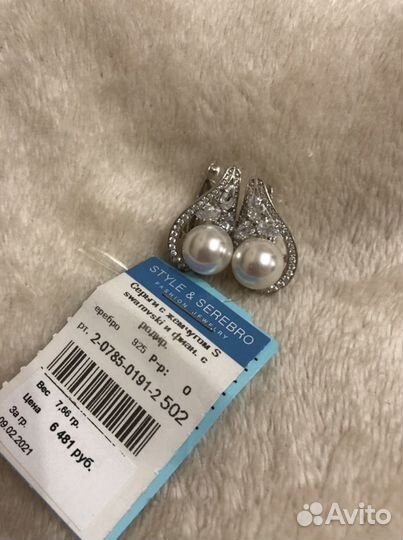 STYLE & SEREBRO
FASHION JEWELRY
Серьги с жемчугом S
swarovski и фиан. с
родир.
еребро 925 Р-р: 0
рт. 2-0785-0191-2 502
Вес 7,66 гр.
Цена 6 481 руб.
За гр.
09.02.2021
Avito